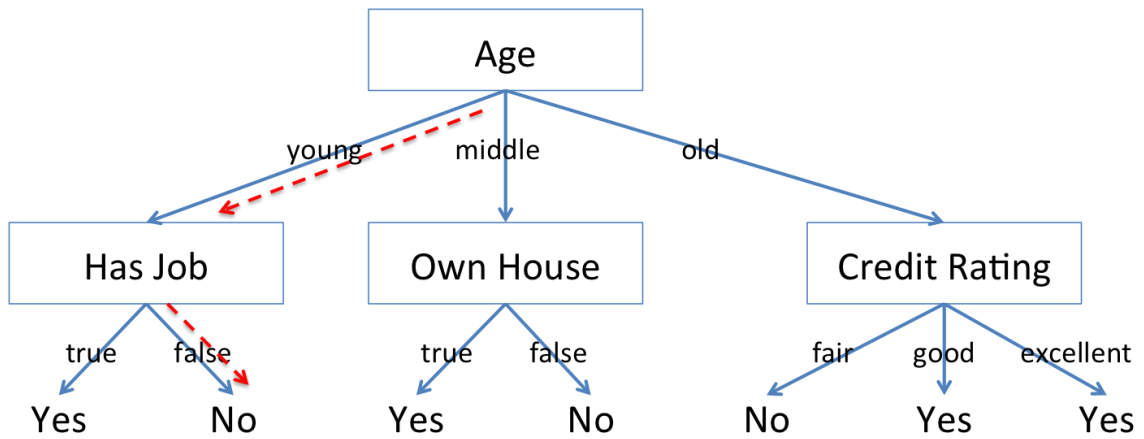 Age
young middle old
Has Job Own House Credit Rating
true false true false fair good excellent
Yes No Yes No No Yes Yes